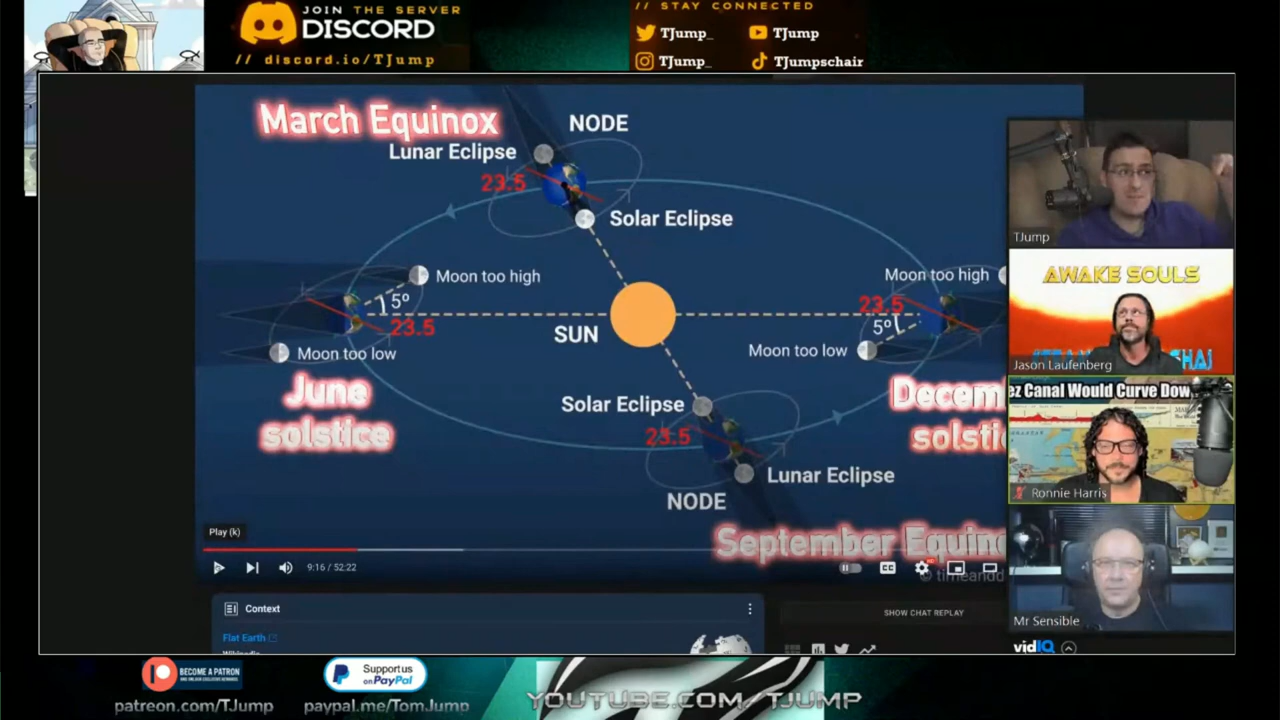 JOIN THE SERVER
DISCORD
// discord.io/TJump
// STAY CONNECTED
TJump_
TJump
TJump_
TJumpschair
March Equinox
NODE
Lunar Eclipse
23.5
Solar Eclipse
Moon too high
5°
23.5
SUN
Moon too low
June
solstice
Moon too high
23.5
5°
Moon too low
Decem
solsti
Solar Eclipse
23.5
Lunar Eclipse
NODE
September Equin
Play (k)
9:16 / 52:22
CC
Context
Flat Earth
SHOW CHAT REPLAY
TJump
AWAKE SOULS
Jason Laufenberg
ez Canal Would Curve Dow
Ronnie Harris
Mr Sensible
vidIQ
BECOME A PATRON
patreon.com/TJump
Support us
on PayPal
paypal.me/TomJump
YOUTUBE.COM/TJUMP